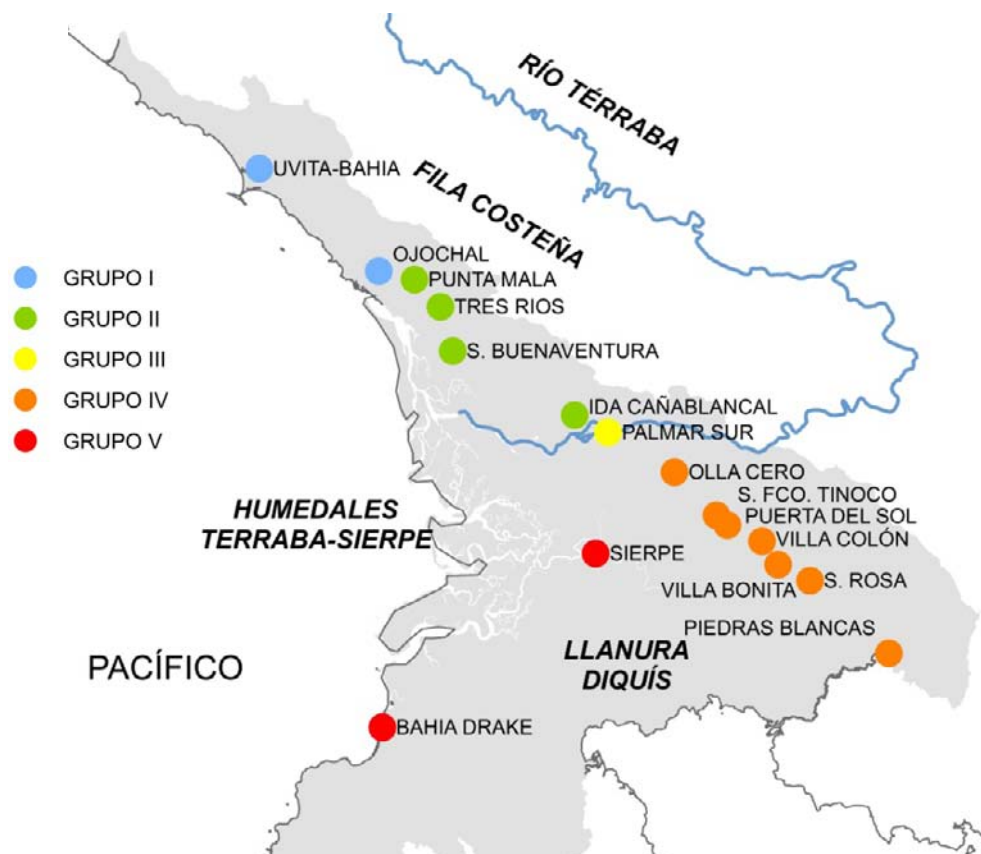 RÍO TÉRRABA
UVITA-BAHIA
FILA COSTEÑA
OJOCHAL
PUNTA MALA
TRES RIOS
S. BUENAVENTURA
GRUPO I
GRUPO II
GRUPO III
GRUPO IV
GRUPO V
IDA CAÑABLANCAL
PALMAR SUR
OLLA CERO
S. FCO. TINOCO
PUERTA DEL SOL
VILLA COLÓN
HUMEDALES
TERRABA-SIERPE
SIERPE
VILLA BONITA
S. ROSA
PIEDRAS BLANCAS
LLANURA
DIQUÍS
PACÍFICO
BAHIA DRAKE